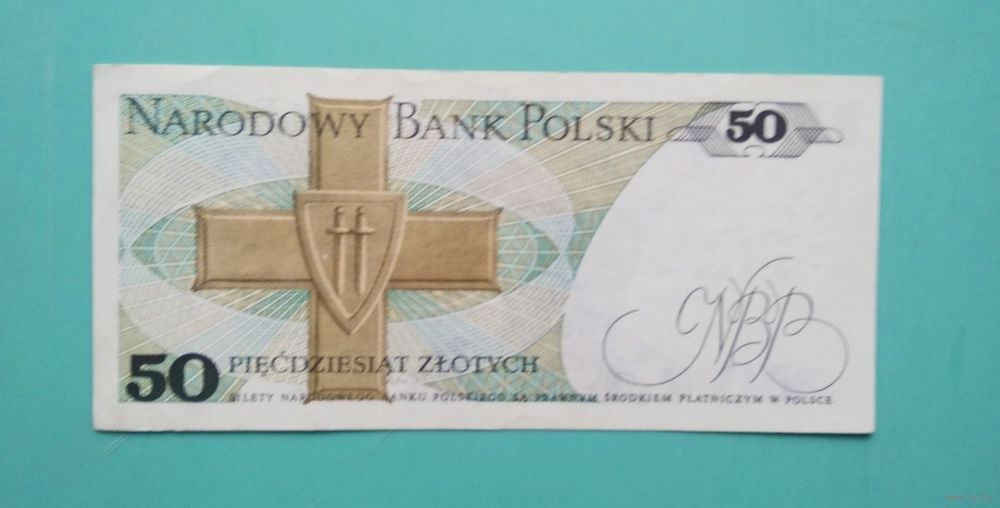 NARODOWY BANK POLSKI
50
NBP
50 PIĘĆDZIESIĄT ZŁOTYCH
BILETY NARODOWEGO BANKU POLSKIEGO SĄ PRAWNYM ŚRODKIEM PŁATNICZYM W POLSCE